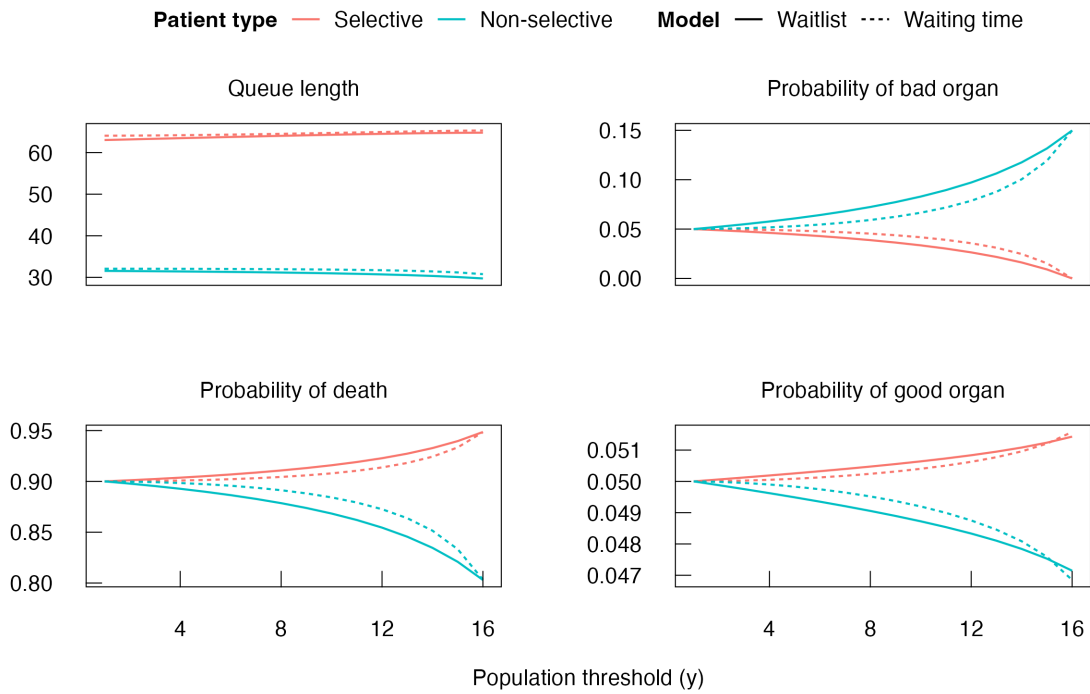 Patient type Selective Non-selective Model Waitlist Waiting time
Queue length
60
50
40
30
Probability of bad organ
0.15
0.10
0.05
0.00
Probability of death
0.95
0.90
0.85
0.80
4 8 12 16
Probability of good organ
0.051
0.050
0.049
0.048
0.047
4 8 12 16
Population threshold (y)